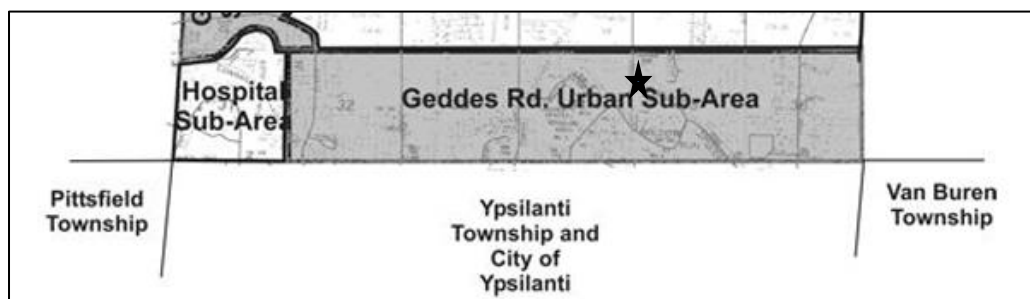 Hospital
Sub-Area
32
Geddes Rd. Urban Sub-Area
Pittsfield
Township
Ypsilanti
Township and
City of
Ypsilanti
Van Buren
Township